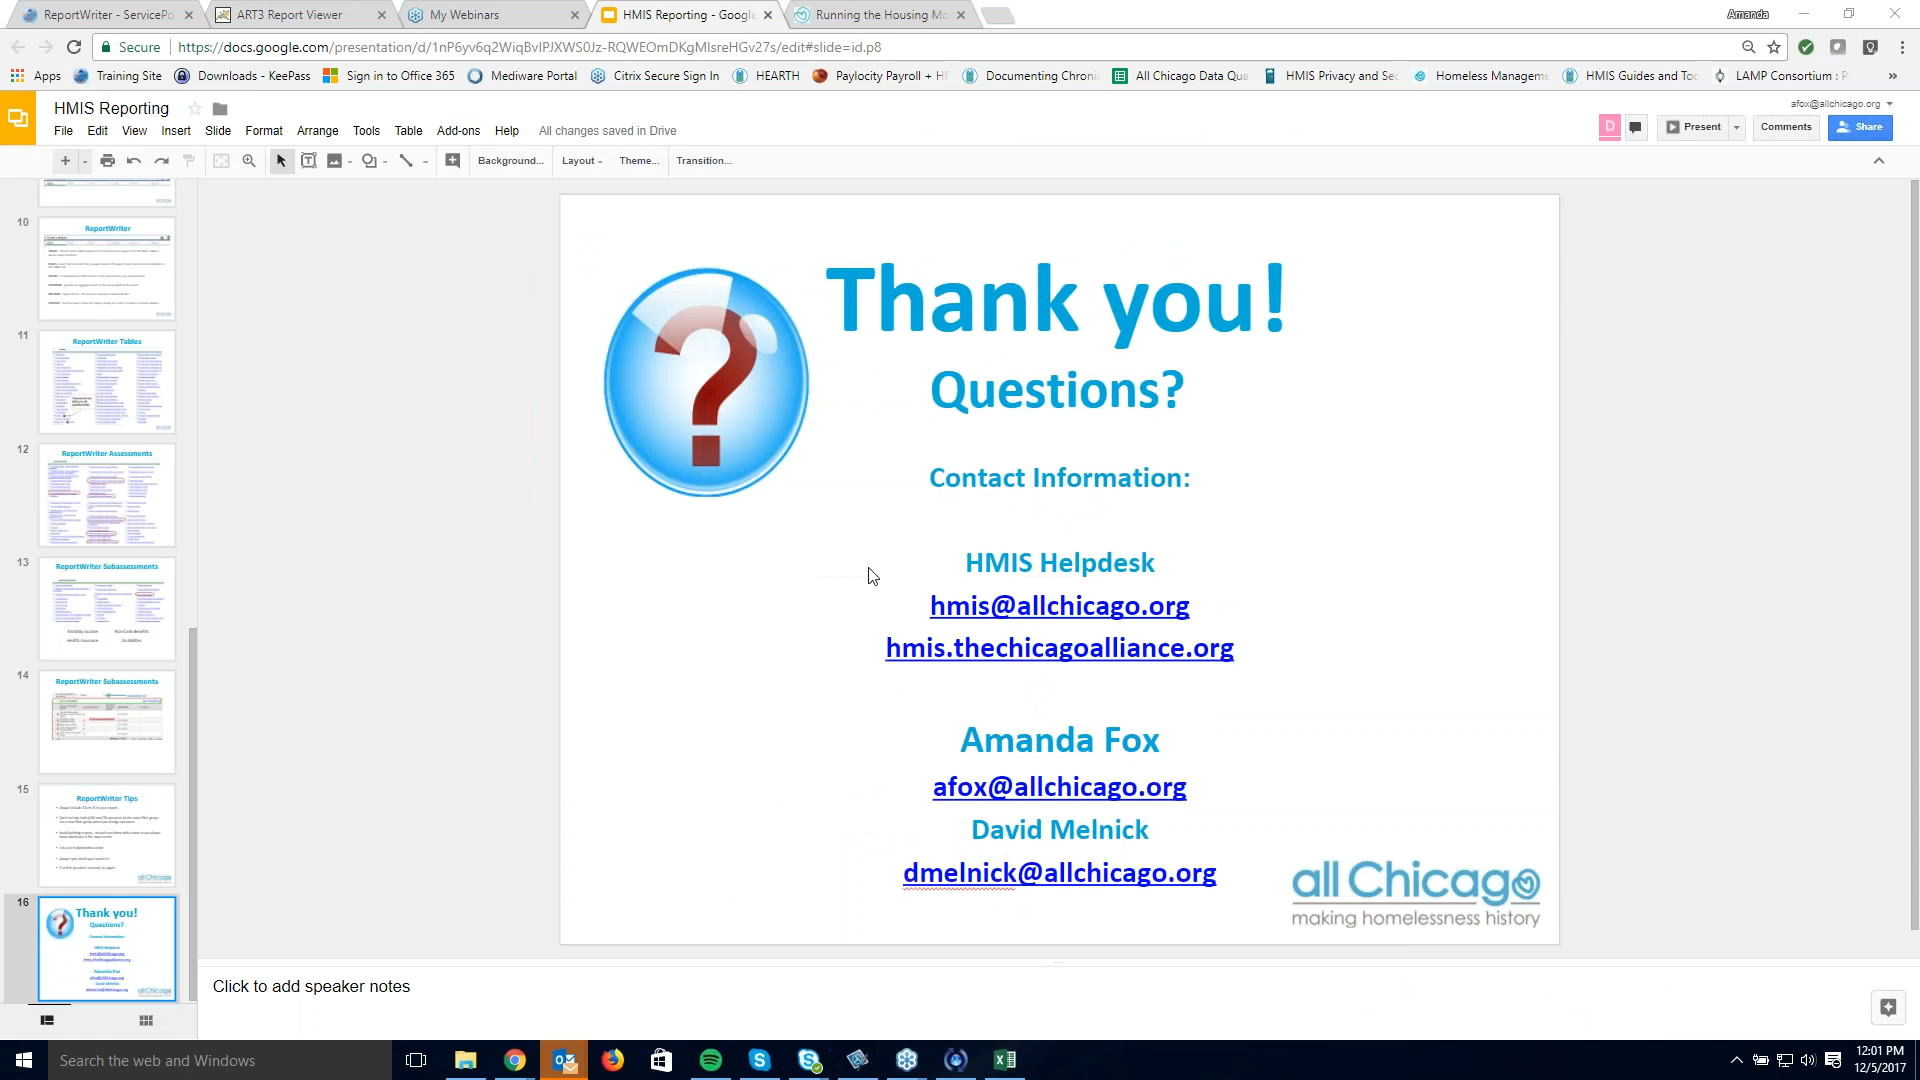 ReportWriter - ServicePo
ART3 Report Viewer
My Webinars
HMIS Reporting - Google
Running the Housing Mo
Amanda
Secure
https://docs.google.com/presentation/d/1nP6yv6q2WiqBvIPJXWS0Jz-RQWEOmDKgMIsreHGv27s/edit#slide=id.p8
Apps
Training Site
Downloads - KeePass
Sign in to Office 365
Mediware Portal
Citrix Secure Sign In
HEARTH
Paylocity Payroll + H
Documenting Chroni
All Chicago Data Qua
HMIS Privacy and Sec
Homeless Manageme
HMIS Guides and Too
LAMP Consortium : P
HMIS Reporting
afox@allchicago.org
File Edit View Insert Slide Format Arrange Tools Table Add-ons Help All changes saved in Drive
D
Present
Comments
Share
Background...
Layout
Theme...
Transition...
10
ReportWriter
11
ReportWriter Tables
12
ReportWriter Assessments
13
ReportWriter Subassessments
14
ReportWriter Subassessments
15
ReportWriter Tips
16
Thank you!
Questions?
Thank you!
Questions?
Contact Information:
HMIS Helpdesk
hmis@allchicago.org
hmis.thechicagoalliance.org
Amanda Fox
afox@allchicago.org
David Melnick
dmelnick@allchicago.org
all Chicago
making homelessness history
Click to add speaker notes
Search the web and Windows
12:01 PM
12/5/2017